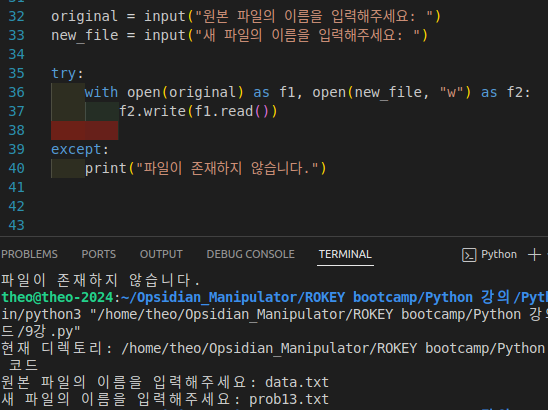 32 original = input("원본 파일의 이름을 입력해주세요: ")
33 new_file = input("새 파일의 이름을 입력해주세요: ")
34
35 try:
36     with open(original) as f1, open(new_file, "w") as f2:
37         f2.write(f1.read())
38
39 except:
40     print("파일이 존재하지 않습니다.")
41
42
43
PROBLEMS PORTS OUTPUT DEBUG CONSOLE TERMINAL Python
파일이 존재하지 않습니다.
theo@theo-2024:~/Opsidian_Manipulator/ROKEY bootcamp/Python 강의/Pyth
in/python3 "/home/theo/Opsidian_Manipulator/ROKEY bootcamp/Python 강의
드/9강.py"
현재 디렉토리: /home/theo/Opsidian_Manipulator/ROKEY bootcamp/Python
코드
원본 파일의 이름을 입력해주세요: data.txt
새 파일의 이름을 입력해주세요: prob13.txt